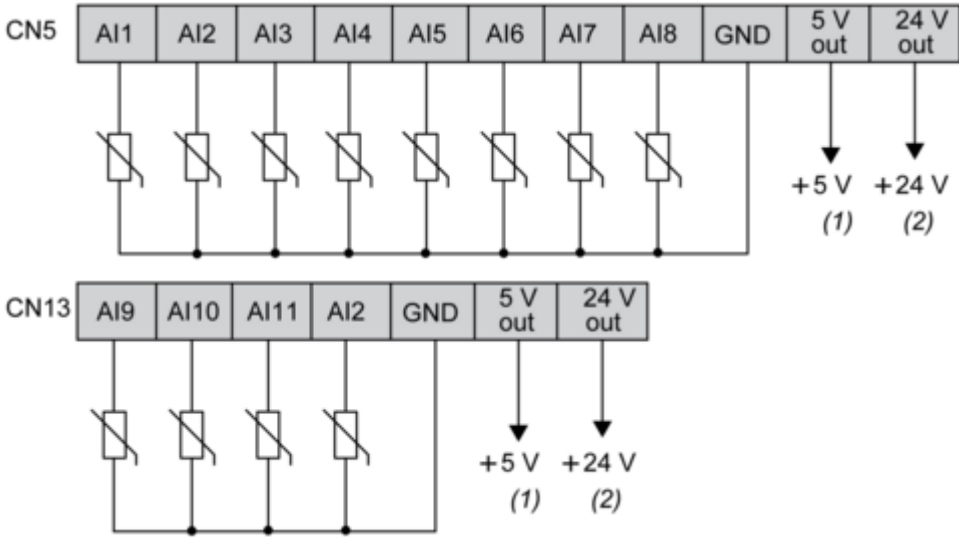 CN5 AI1 AI2 AI3 AI4 AI5 AI6 AI7 AI8 GND 5 V out 24 V out
+5 V +24 V
(1) (2)
CN13 AI9 AI10 AI11 AI2 GND 5 V out 24 V out
+5 V +24 V
(1) (2)